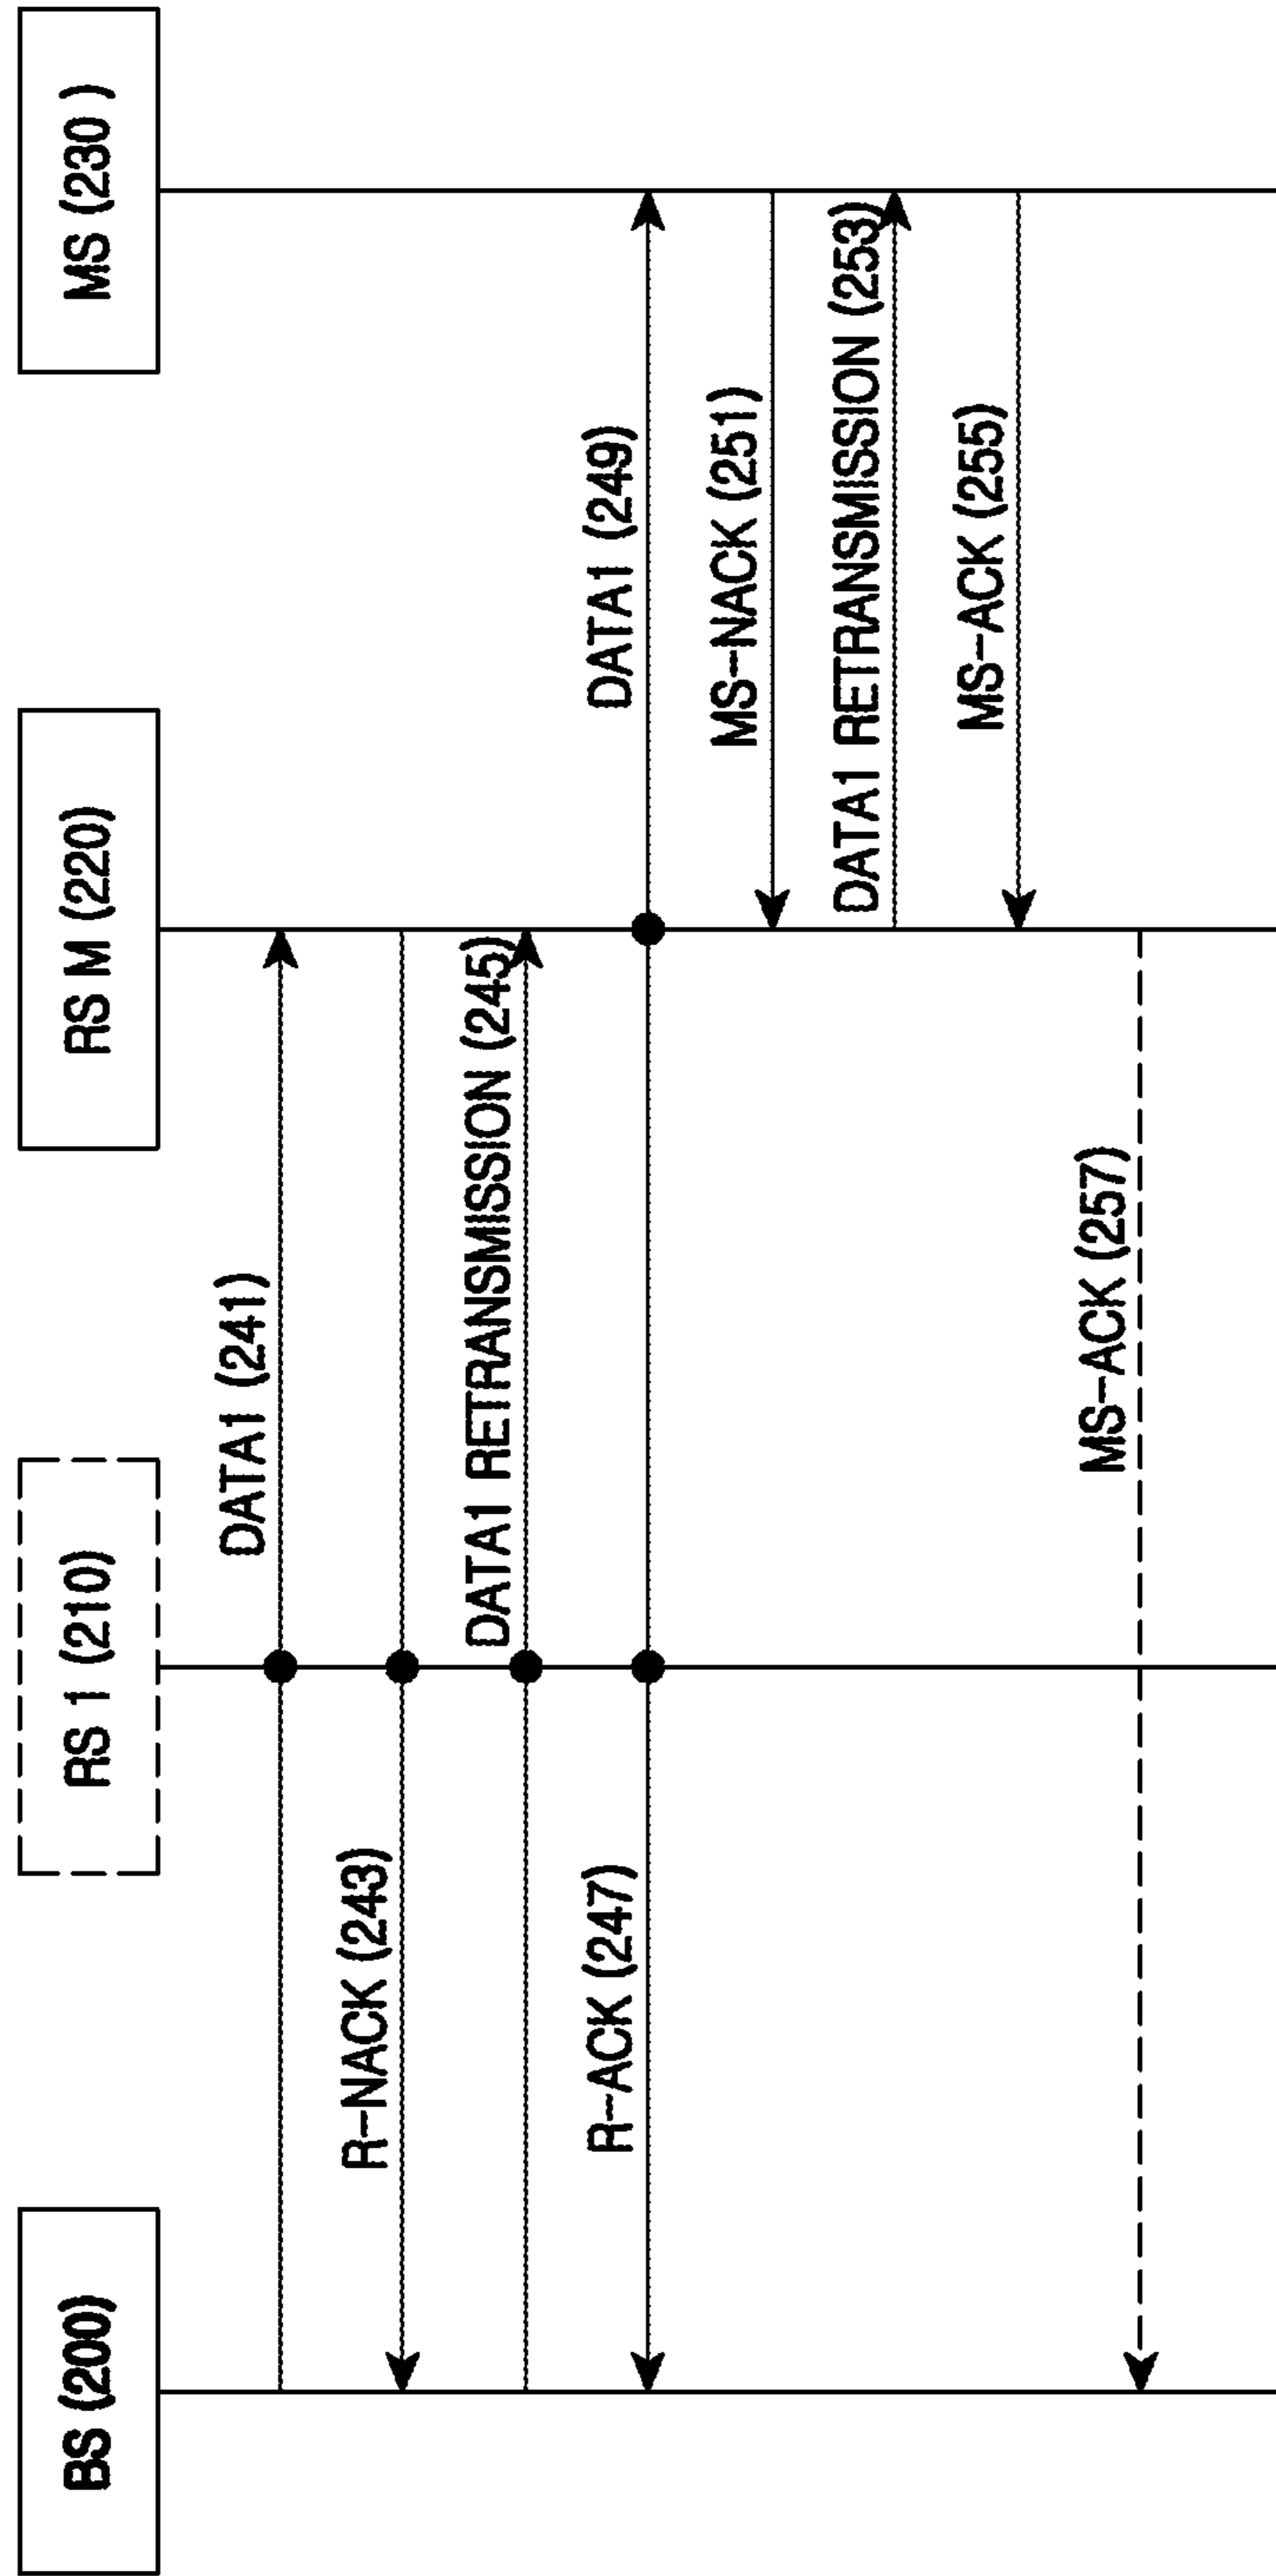 BS (200)
RS 1 (210)
RS M (220)
MS (230 )
DATA1 (241)
R-NACK (243)
DATA1 RETRANSMISSION (245)
R-ACK (247)
DATA1 (249)
MS-NACK (251)
DATA1 RETRANSMISSION (253)
MS-ACK (255)
MS-ACK (257)